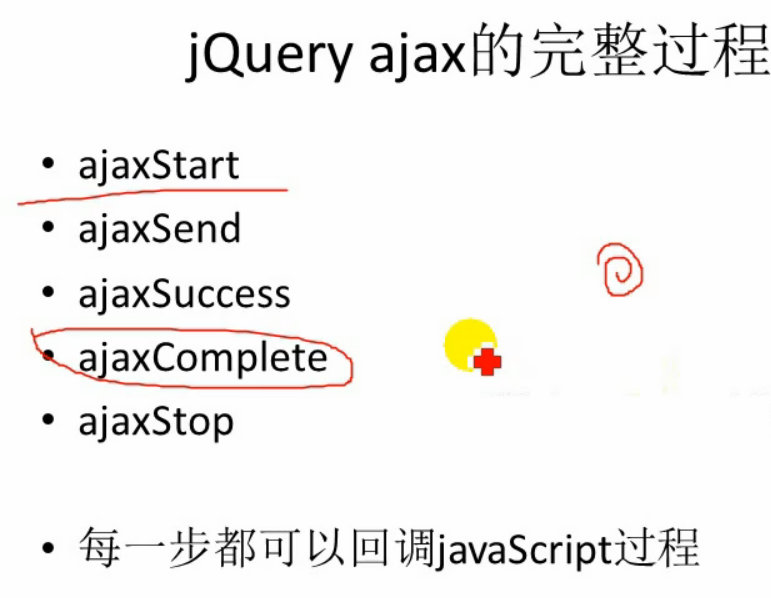 jQuery ajax的完整过程
• ajaxStart
• ajaxSend
• ajaxSuccess
• ajaxComplete
• ajaxStop
• 每一步都可以回调javaScript过程